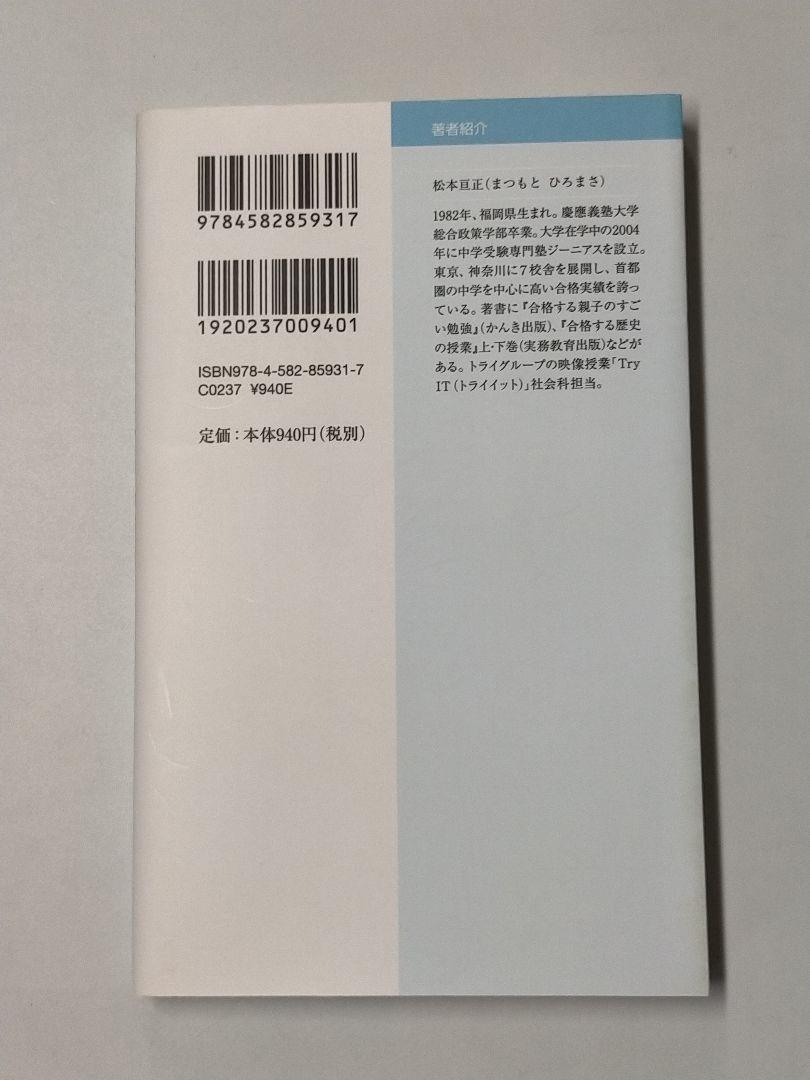 9784582859317
1920237009401
ISBN978-4-582-85931-7
C0237 ¥940E
定価：本体940円（税別）
著者紹介
松本亘正（まつもと ひろまさ）
1982年、福岡県生まれ。慶應義塾大学
総合政策学部卒業。大学在学中の2004
年に中学受験専門塾ジーニアスを設立。
東京、神奈川に7校舎を展開し、首都
圏の中学を中心に高い合格実績を誇っ
ている。著書に『合格する親子のすご
い勉強』（かんき出版）、『合格する歴史
の授業』上・下巻（実務教育出版）などが
ある。トライグループの映像授業「Try
IT（トライイット）」社会科担当。